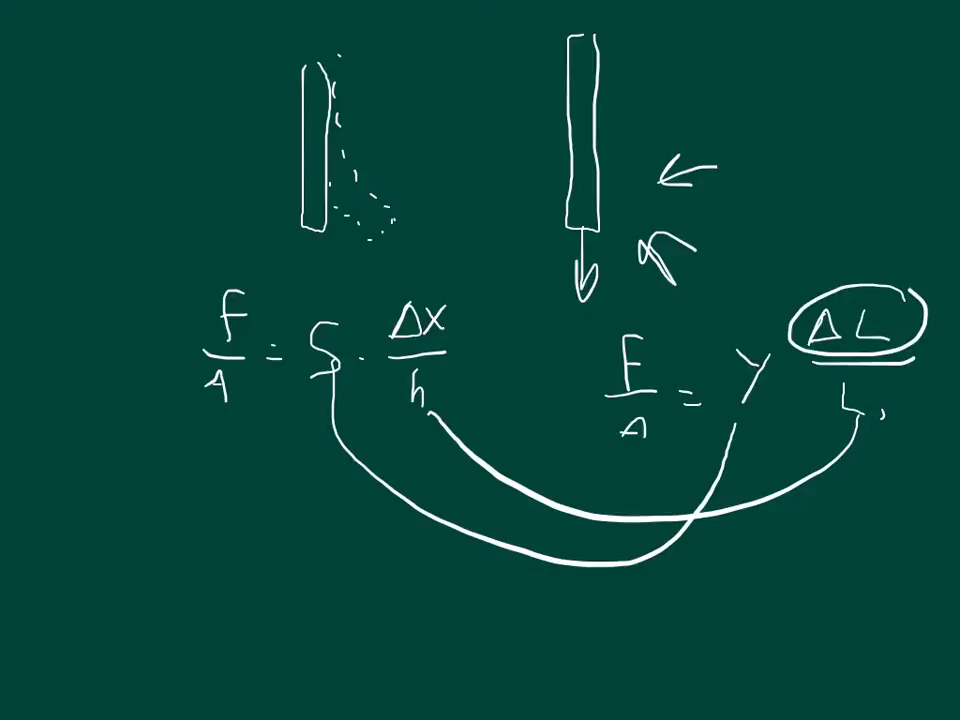 F/A = S · Δx/h
F/A = Y ΔL/L,